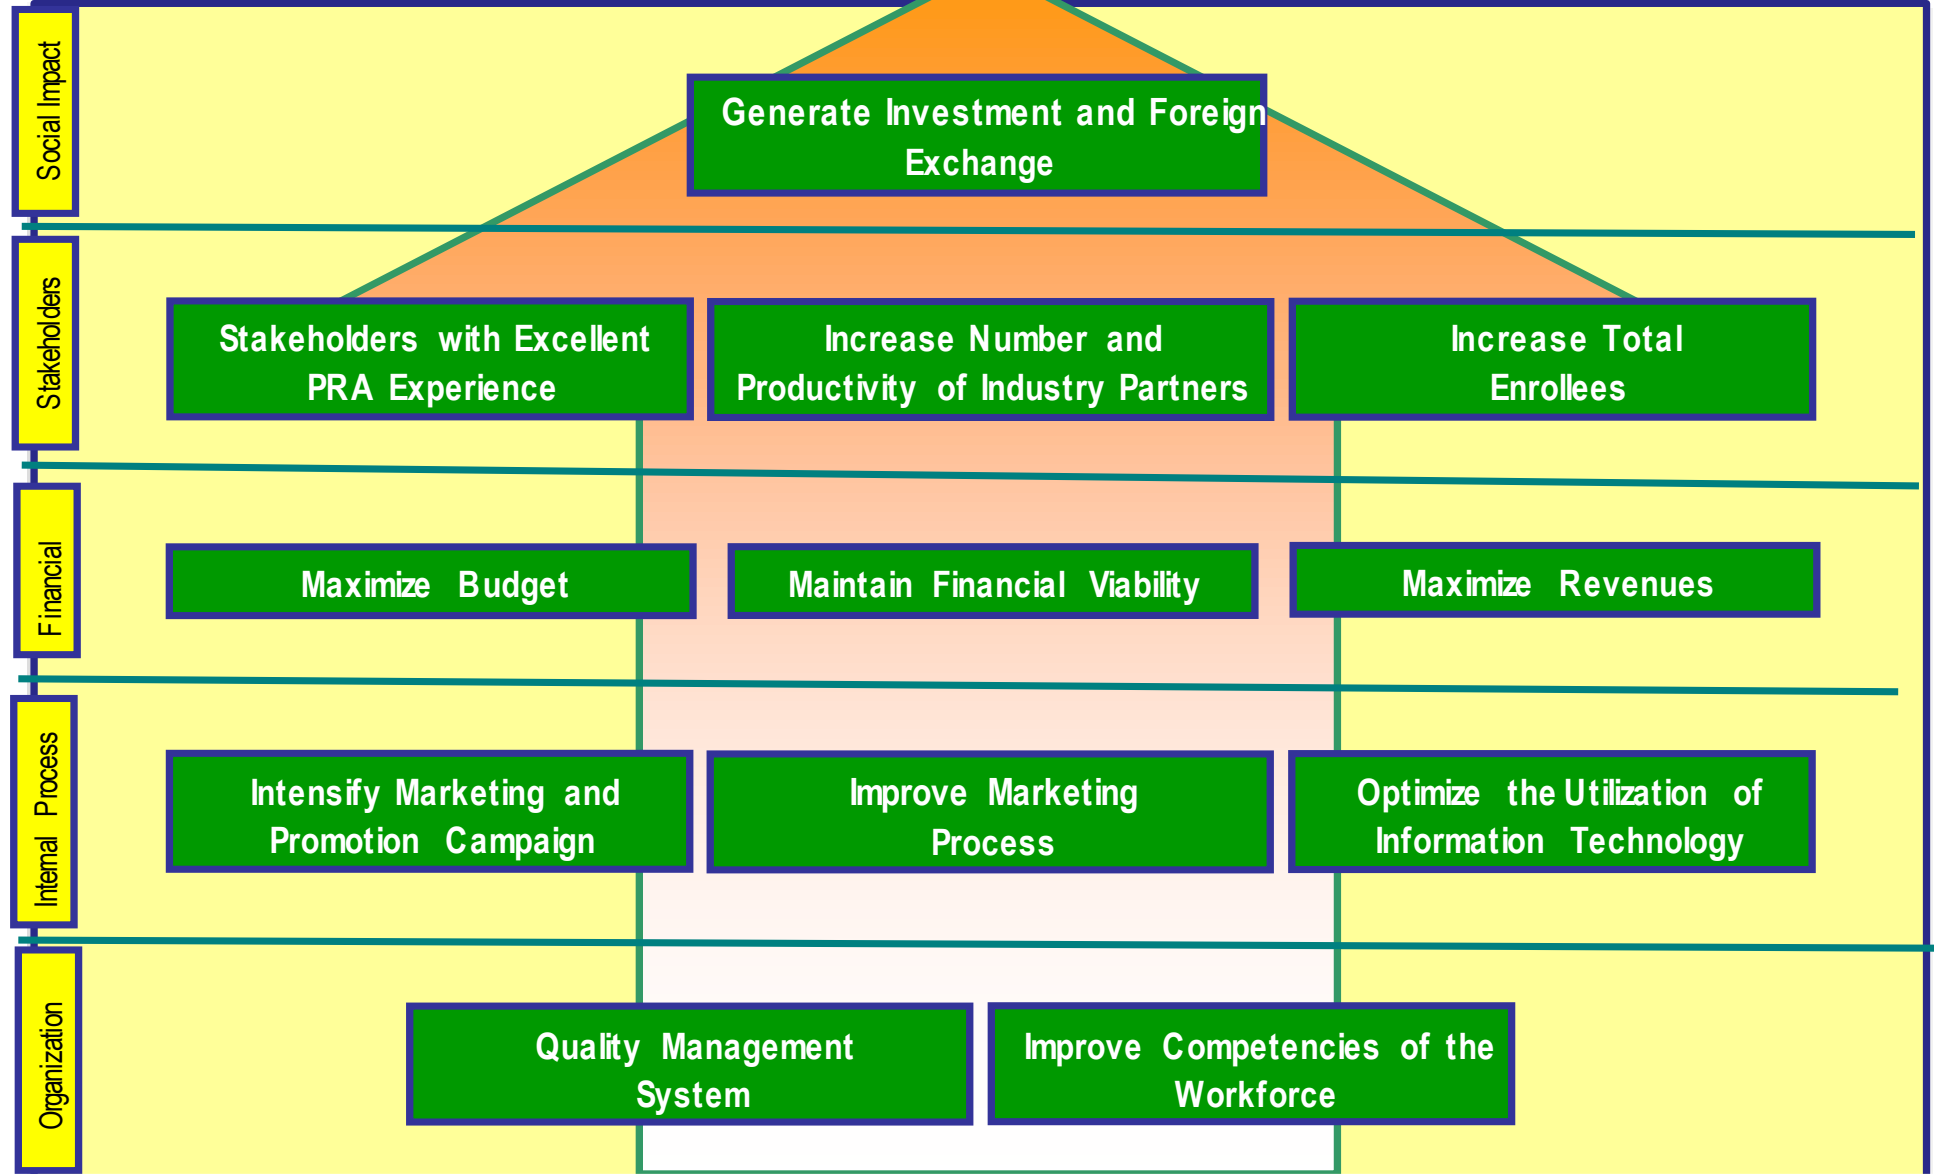 Social Impact
Generate Investment and Foreign
Exchange
Stakeholders
Stakeholders with Excellent
PRA Experience
Increase Number and
Productivity of Industry Partners
Increase Total
Enrollees
Financial
Maximize Budget
Maintain Financial Viability
Maximize Revenues
Internal Process
Intensify Marketing and
Promotion Campaign
Improve Marketing
Process
Optimize the Utilization of
Information Technology
Organization
Quality Management
System
Improve Competencies of the
Workforce